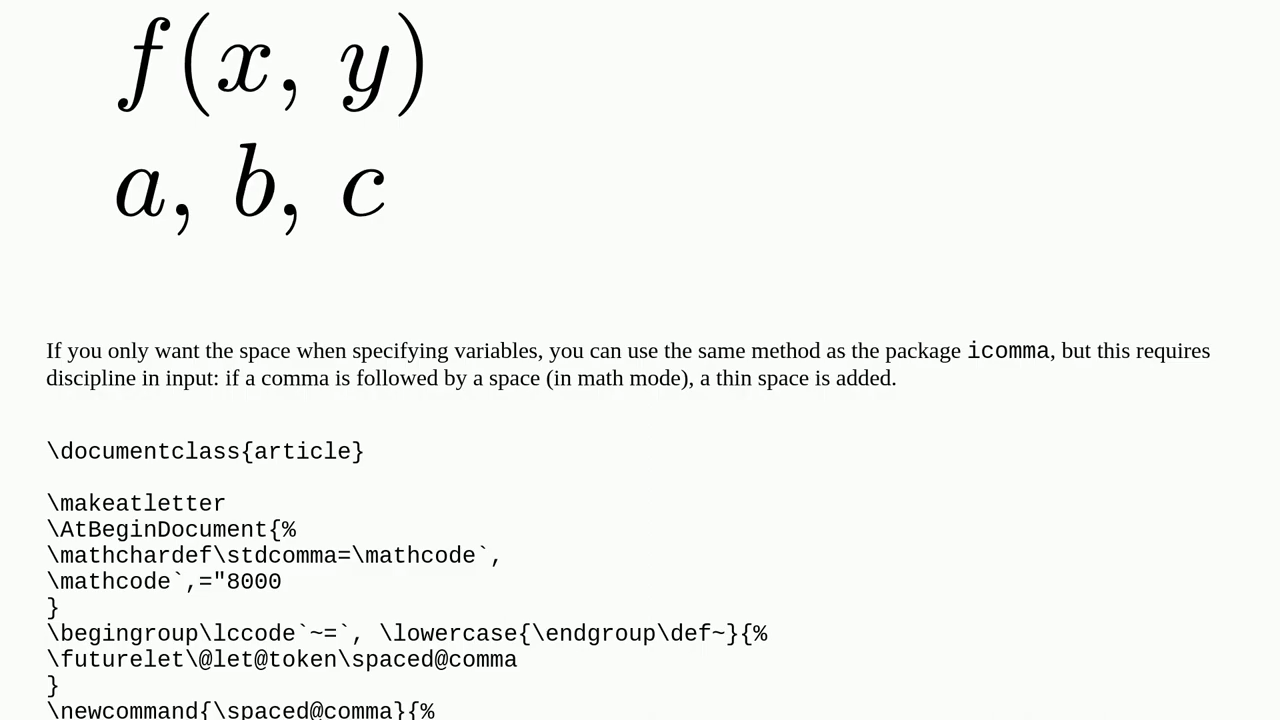 f(x, y)
a, b, c
If you only want the space when specifying variables, you can use the same method as the package icomma, but this requires
discipline in input: if a comma is followed by a space (in math mode), a thin space is added.
\documentclass{article}
\makeatletter
\AtBeginDocument{%
\mathchardef\stdcomma=\mathcode`,
\mathcode`,="8000
}
\begingroup\lccode`~=`, \lowercase{\endgroup\def~}{%
\futurelet\@let@token\spaced@comma
}
\newcommand{\spaced@comma}{%